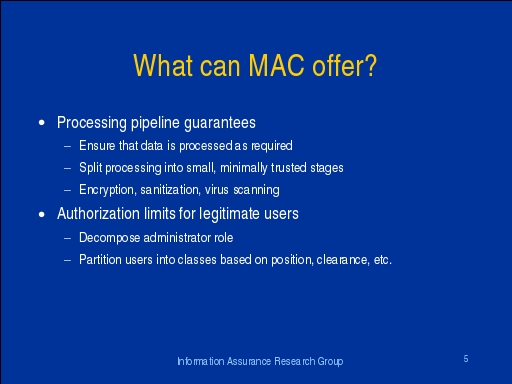 What can MAC offer?
• Processing pipeline guarantees
– Ensure that data is processed as required
– Split processing into small, minimally trusted stages
– Encryption, sanitization, virus scanning
• Authorization limits for legitimate users
– Decompose administrator role
– Partition users into classes based on position, clearance, etc.
Information Assurance Research Group
5